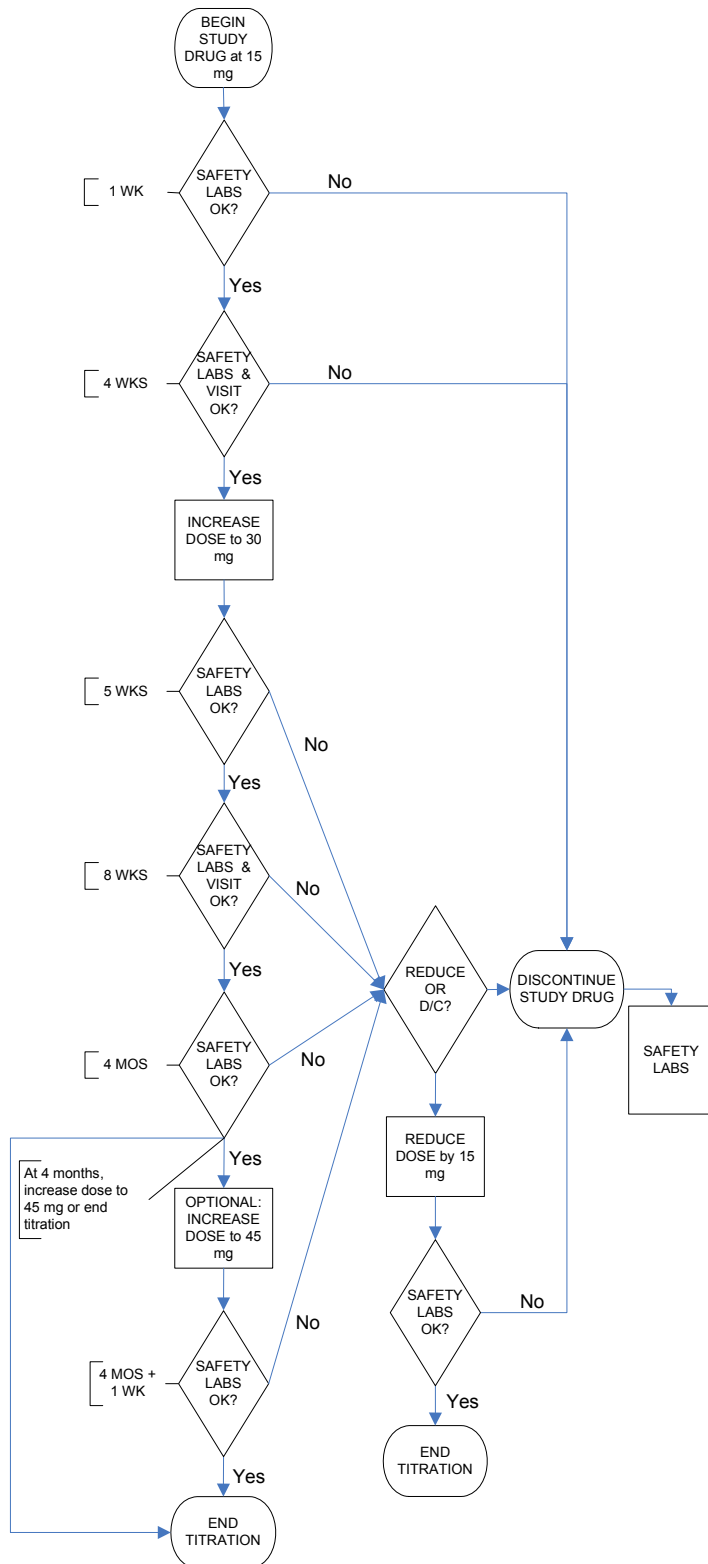 BEGIN
STUDY
DRUG at 15
mg
1 WK
SAFETY
LABS
OK?
No
Yes
4 WKS
SAFETY
LABS &
VISIT
OK?
No
Yes
INCREASE
DOSE to 30
mg
5 WKS
SAFETY
LABS
OK?
No
Yes
8 WKS
SAFETY
LABS &
VISIT
OK?
No
Yes
REDUCE
OR
D/C?
DISCONTINUE
STUDY DRUG
SAFETY
LABS
4 MOS
SAFETY
LABS
OK?
No
Yes
At 4 months,
increase dose to
45 mg or end
titration
OPTIONAL:
INCREASE
DOSE to 45
mg
REDUCE
DOSE by 15
mg
SAFETY
LABS
OK?
No
Yes
END
TITRATION
4 MOS +
1 WK
SAFETY
LABS
OK?
No
Yes
END
TITRATION